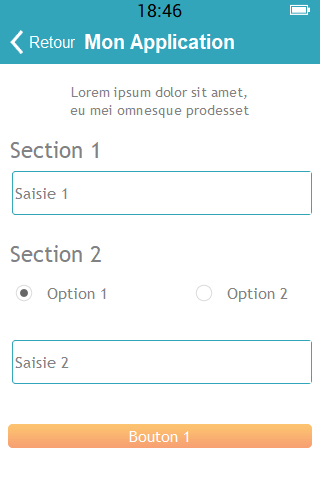 18:46
Retour Mon Application
Lorem ipsum dolor sit amet,
eu mei omnesque prodesset
Section 1
Saisie 1
Section 2
Option 1 Option 2
Saisie 2
Bouton 1